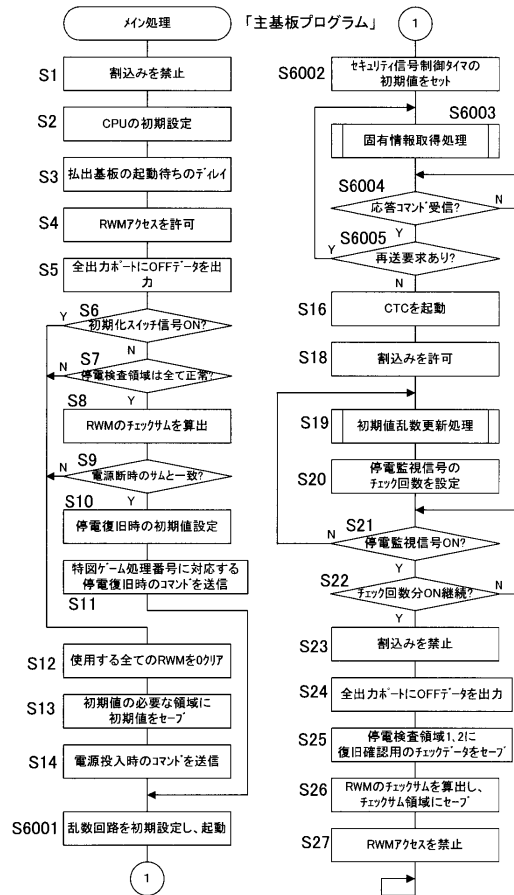 メイン処理
「主基板プログラム」
S1
割込みを禁止
S2
CPUの初期設定
S3
払出基板の起動待ちのディレイ
S4
RWMアクセスを許可
S5
全出力ポートにOFFデータを出
力
S6
初期化スイッチ信号ON?
Y
N
S7
停電検査領域は全て正常?
N
Y
S8
RWMのチェックサムを算出
S9
電源断時のサムと一致?
N
Y
S10
停電復旧時の初期値設定
特図ゲーム処理番号に対応する
停電復旧時のコマンドを送信
S11
S12
使用する全てのRWMを0クリア
S13
初期値の必要な領域に
初期値をセーブ
S14
電源投入時のコマンドを送信
S6001
乱数回路を初期設定し、起動
1
1
S6002
セキュリティ信号制御タイマの
初期値をセット
S6003
固有情報取得処理
S6004
応答コマンド受信?
N
Y
S6005
再送要求あり?
Y
N
S16
CTCを起動
S18
割込みを許可
S19
初期値乱数更新処理
S20
停電監視信号の
チェック回数を設定
S21
停電監視信号ON?
N
Y
S22
チェック回数分ON継続?
N
Y
S23
割込みを禁止
S24
全出力ポートにOFFデータを出力
S25
停電検査領域1,2に
復旧確認用のチェックデータをセーブ
S26
RWMのチェックサムを算出し、
チェックサム領域にセーブ
S27
RWMアクセスを禁止